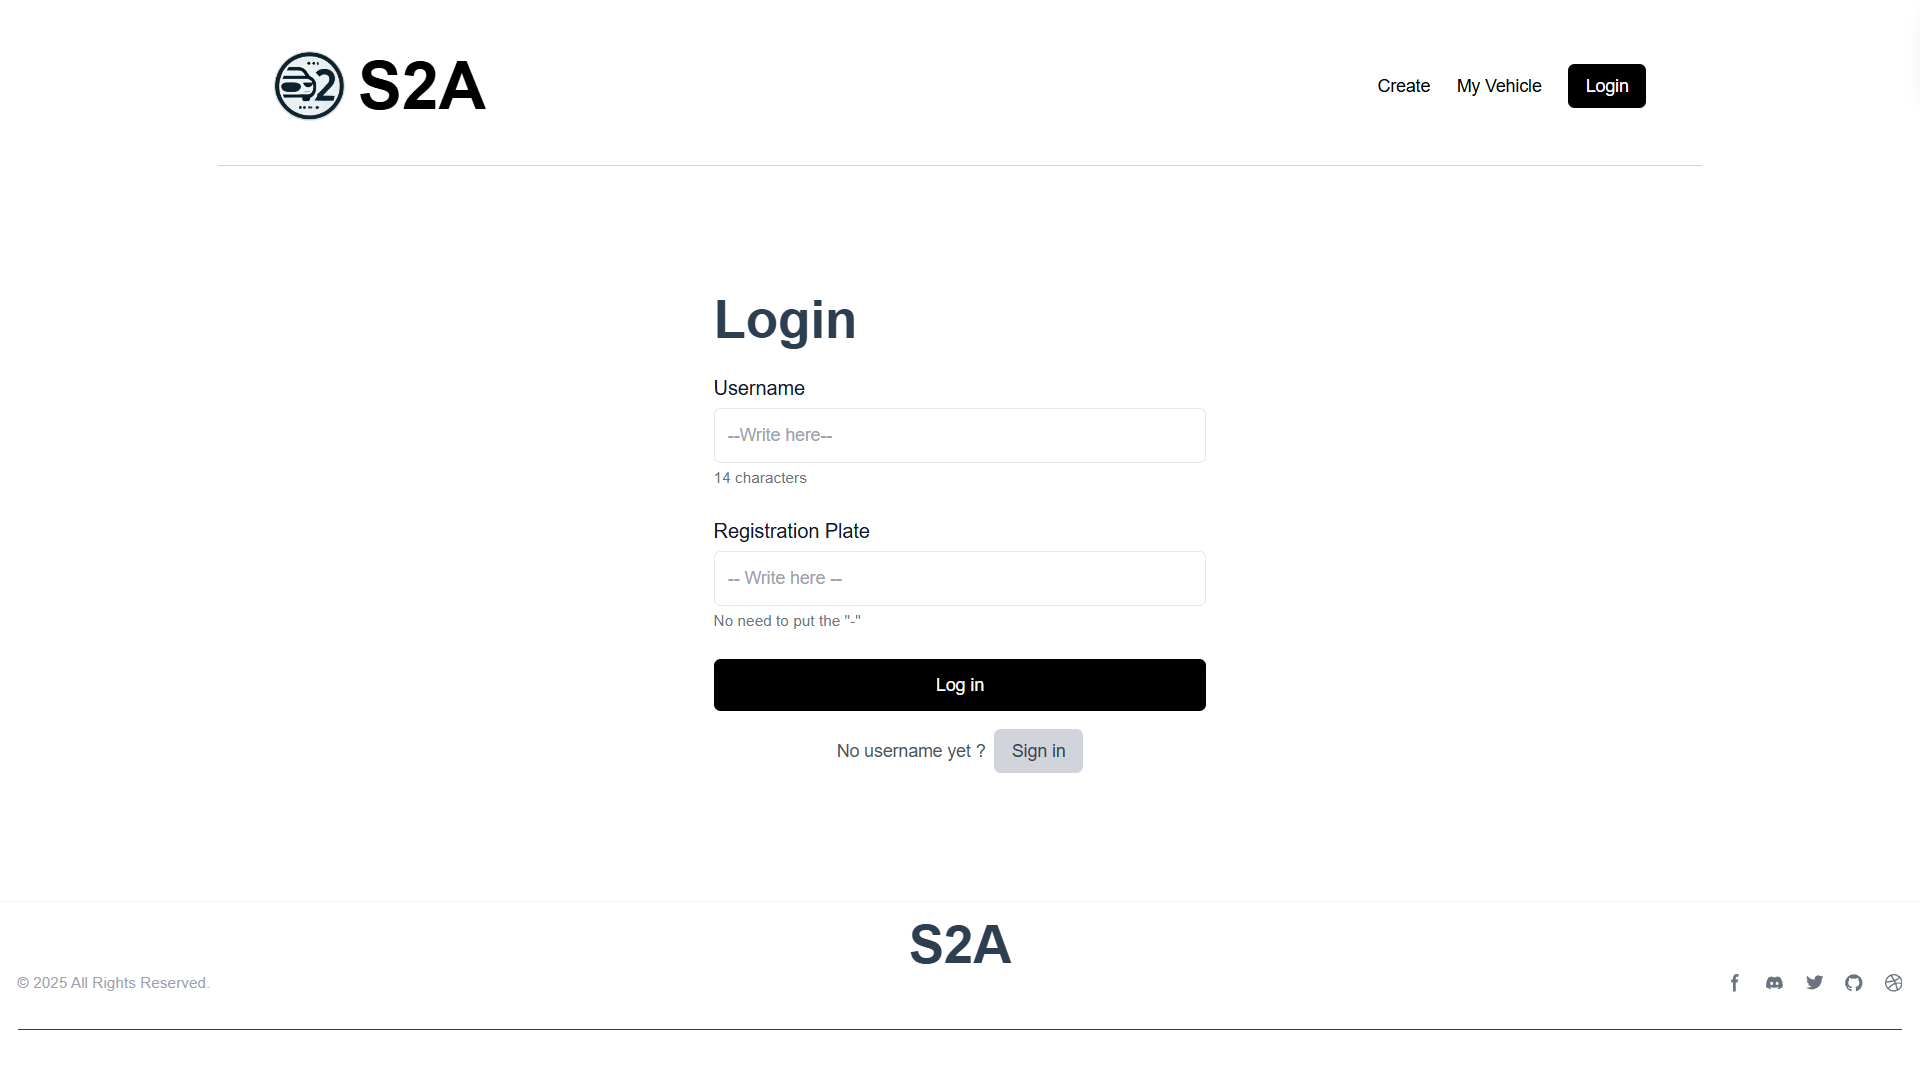 S2A
Create
My Vehicle
Login
Login
Username
--Write here--
14 characters
Registration Plate
-- Write here --
No need to put the "-"
Log in
No username yet ? Sign in
S2A
© 2025 All Rights Reserved.